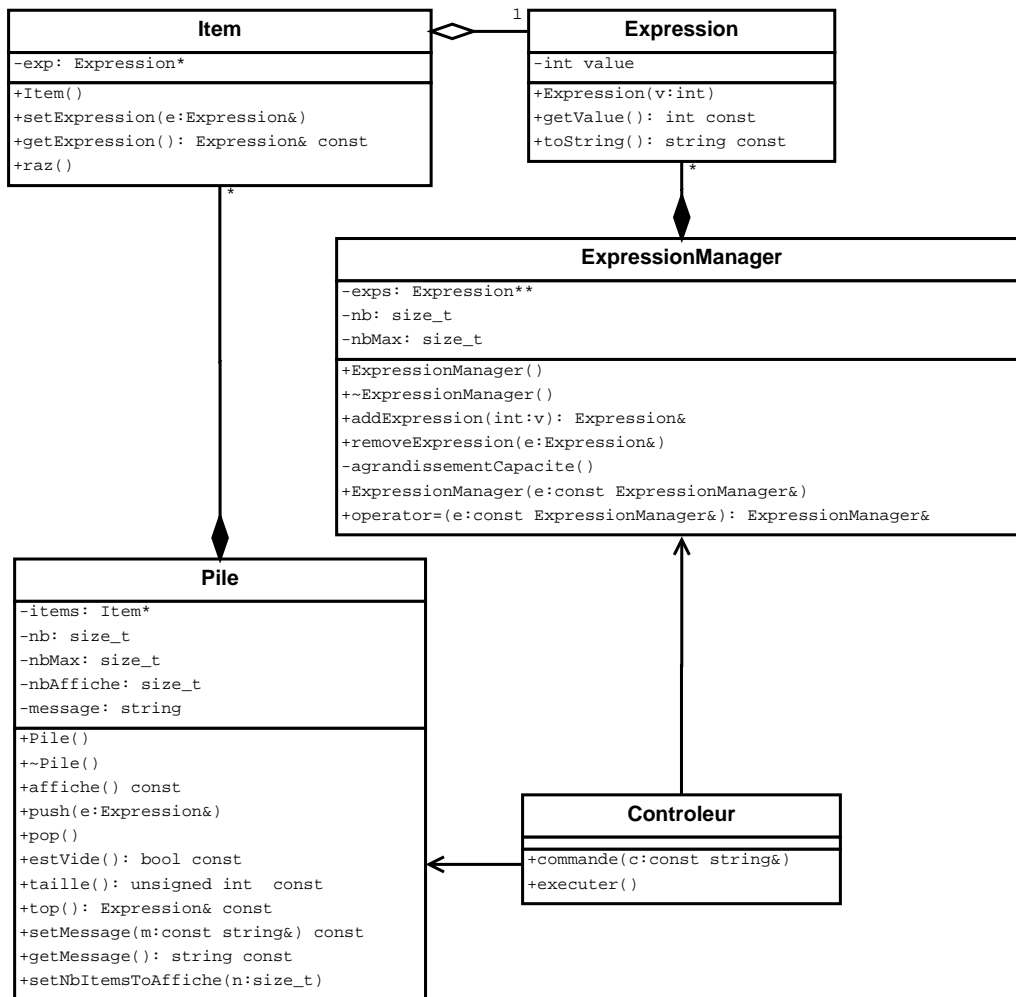 Item
-exp: Expression*
+Item()
+setExpression(e:Expression&)
+getExpression(): Expression& const
+raz()
1
Expression
-int value
+Expression(v:int)
+getValue(): int const
+toString(): string const
*
*
ExpressionManager
-exps: Expression**
-nb: size_t
-nbMax: size_t
+ExpressionManager()
+~ExpressionManager()
+addExpression(int:v): Expression&
+removeExpression(e:Expression&)
-agrandissementCapacite()
+ExpressionManager(e:const ExpressionManager&)
+operator=(e:const ExpressionManager&): ExpressionManager&
Pile
-items: Item*
-nb: size_t
-nbMax: size_t
-nbAffiche: size_t
-message: string
+Pile()
+~Pile()
+affiche() const
+push(e:Expression&)
+pop()
+estVide(): bool const
+taille(): unsigned int  const
+top(): Expression& const
+setMessage(m:const string&) const
+getMessage(): string const
+setNbItemsToAffiche(n:size_t)
Controleur
+commande(c:const string&)
+executer()